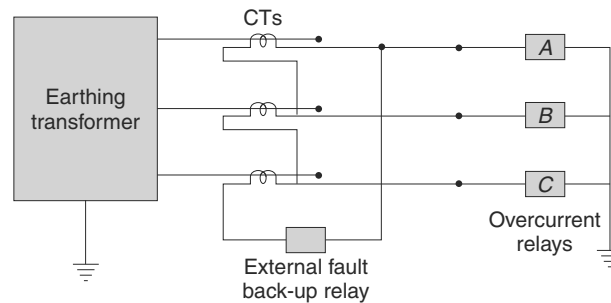 CTs
Earthing
transformer
A
B
C
Overcurrent
relays
External fault
back-up relay